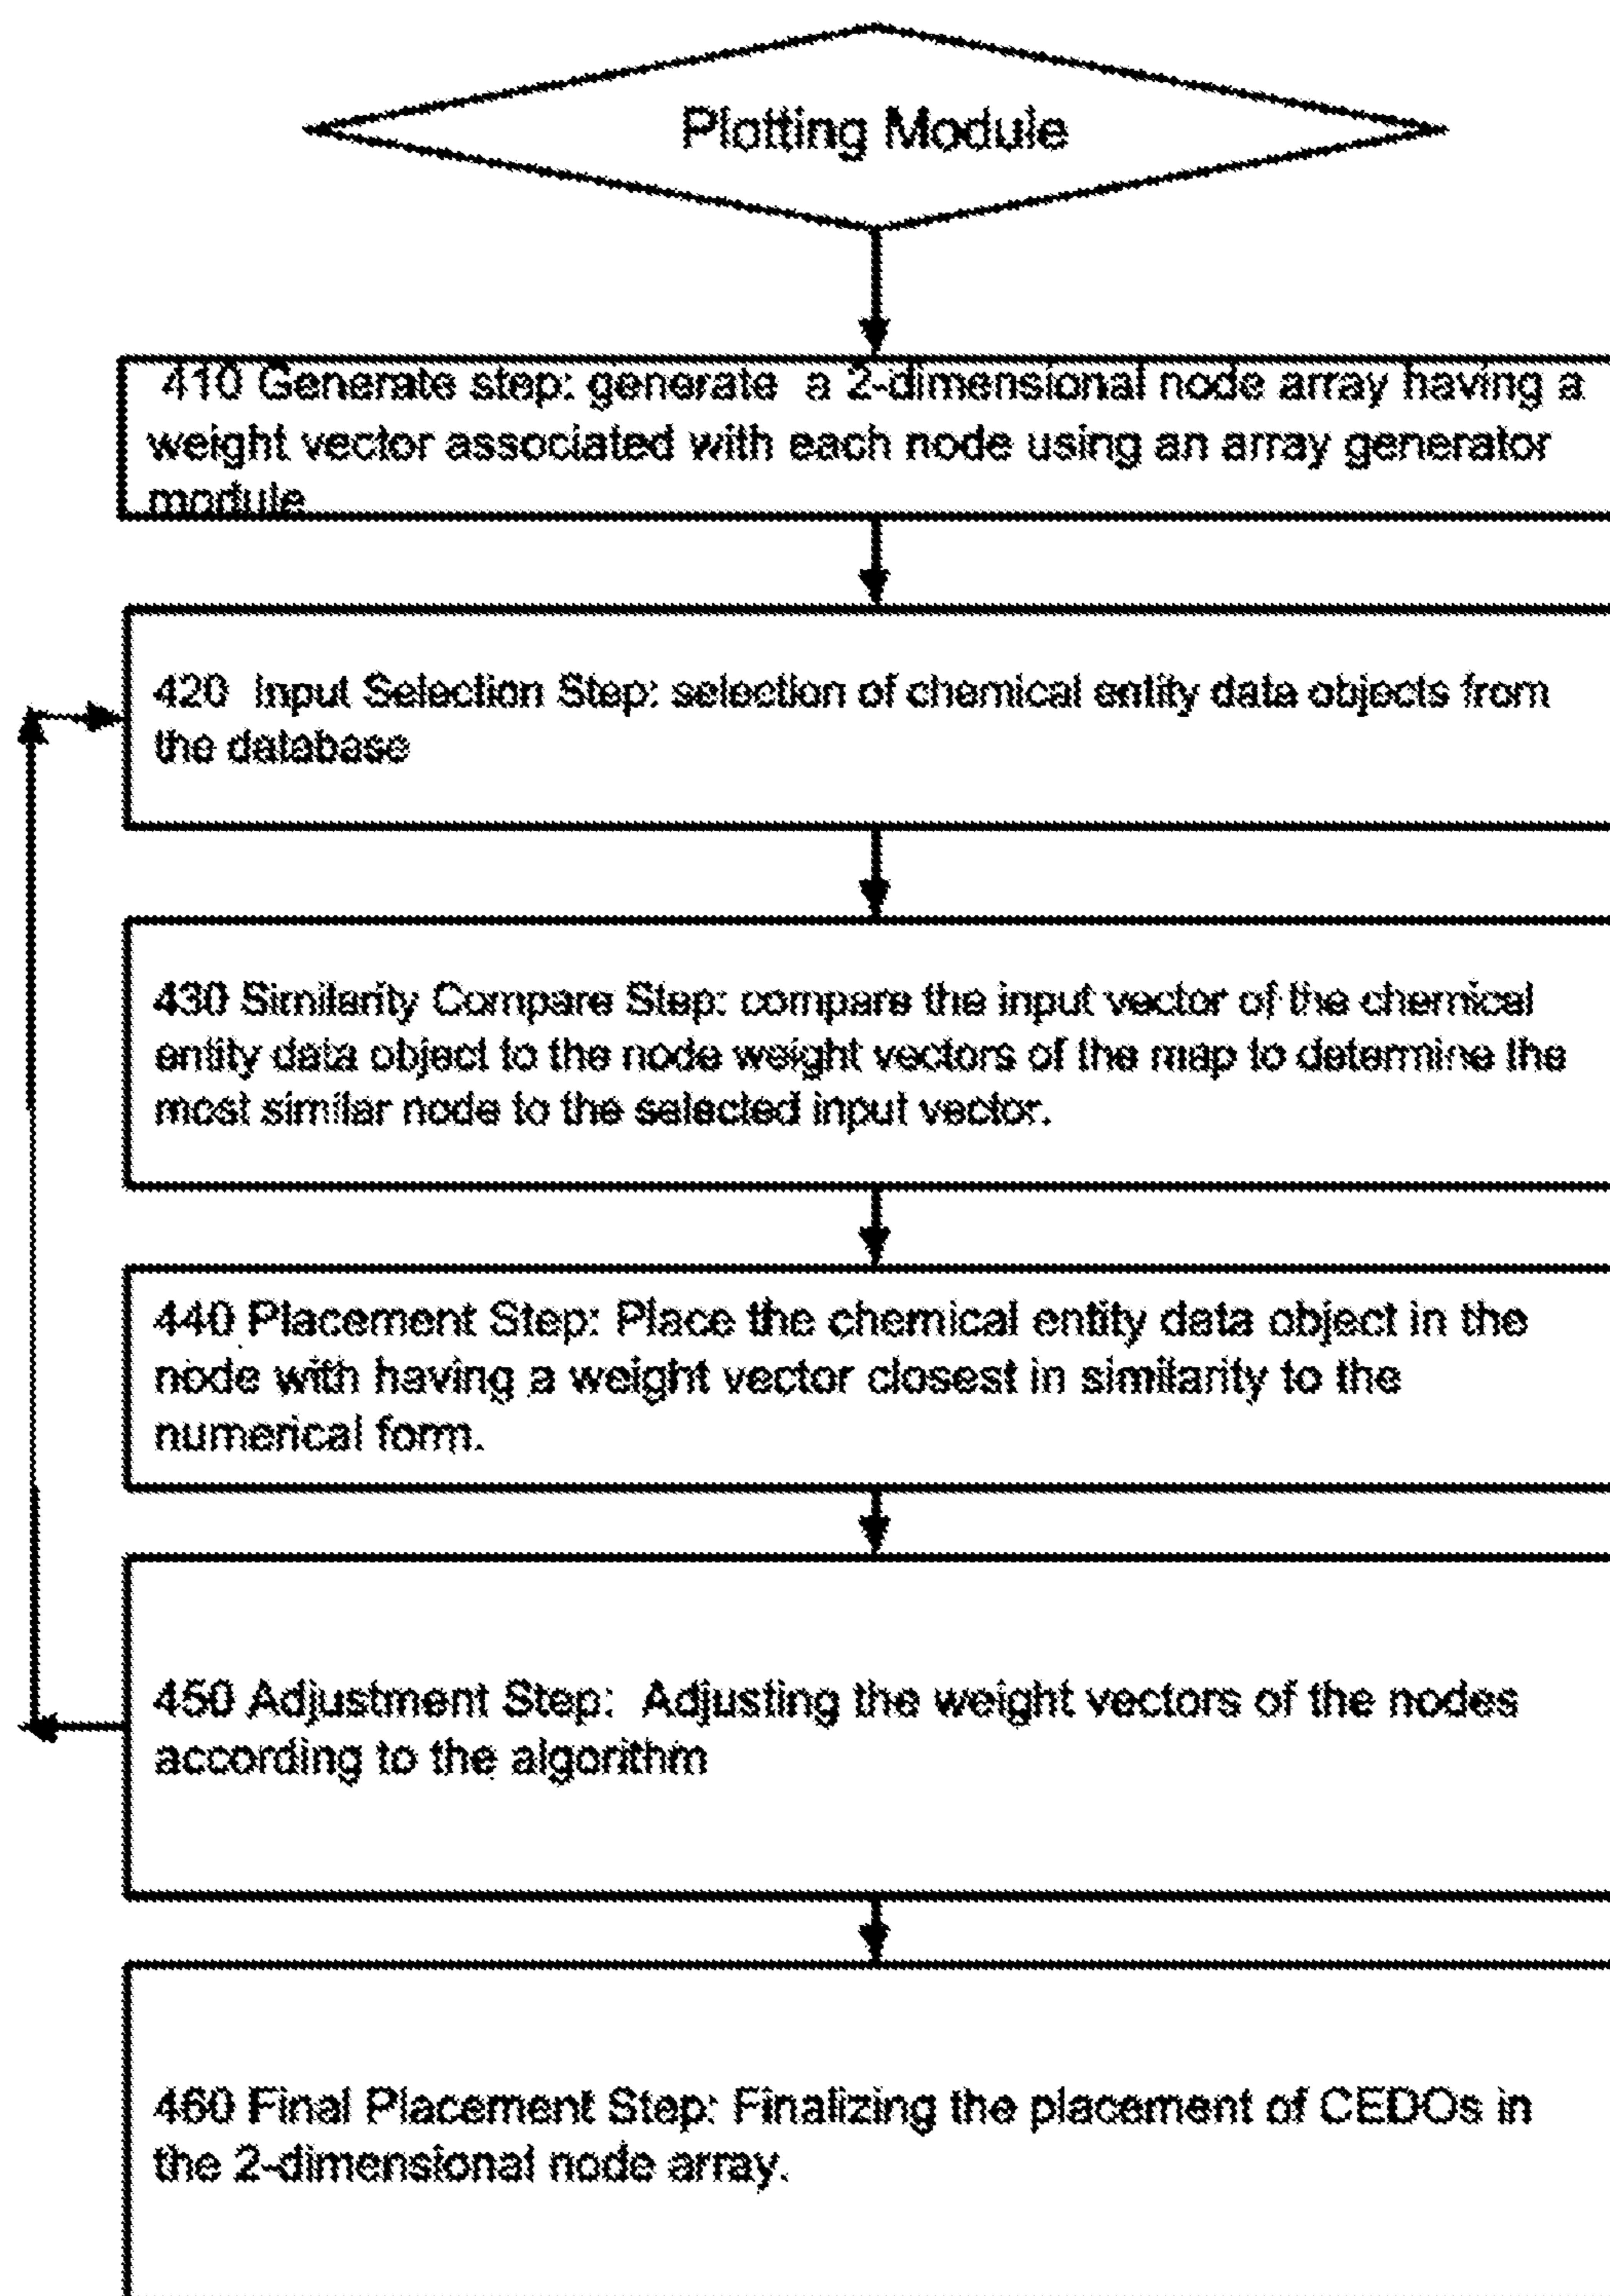 Plotting Module
410 Generate step: generate a 2-dimensional node array having a
weight vector associated with each node using an array generator
module
420 Input Selection Step: selection of chemical entity data objects from
the database
430 Similarity Compare Step: compare the input vector of the chemical
entity data object to the node weight vectors of the map to determine the
most similar node to the selected input vector.
440 Placement Step: Place the chemical entity data object in the
node with having a weight vector closest in similarity to the
numerical form.
450 Adjustment Step: Adjusting the weight vectors of the nodes
according to the algorithm
460 Final Placement Step: Finalizing the placement of CEDOs in
the 2-dimensional node array.